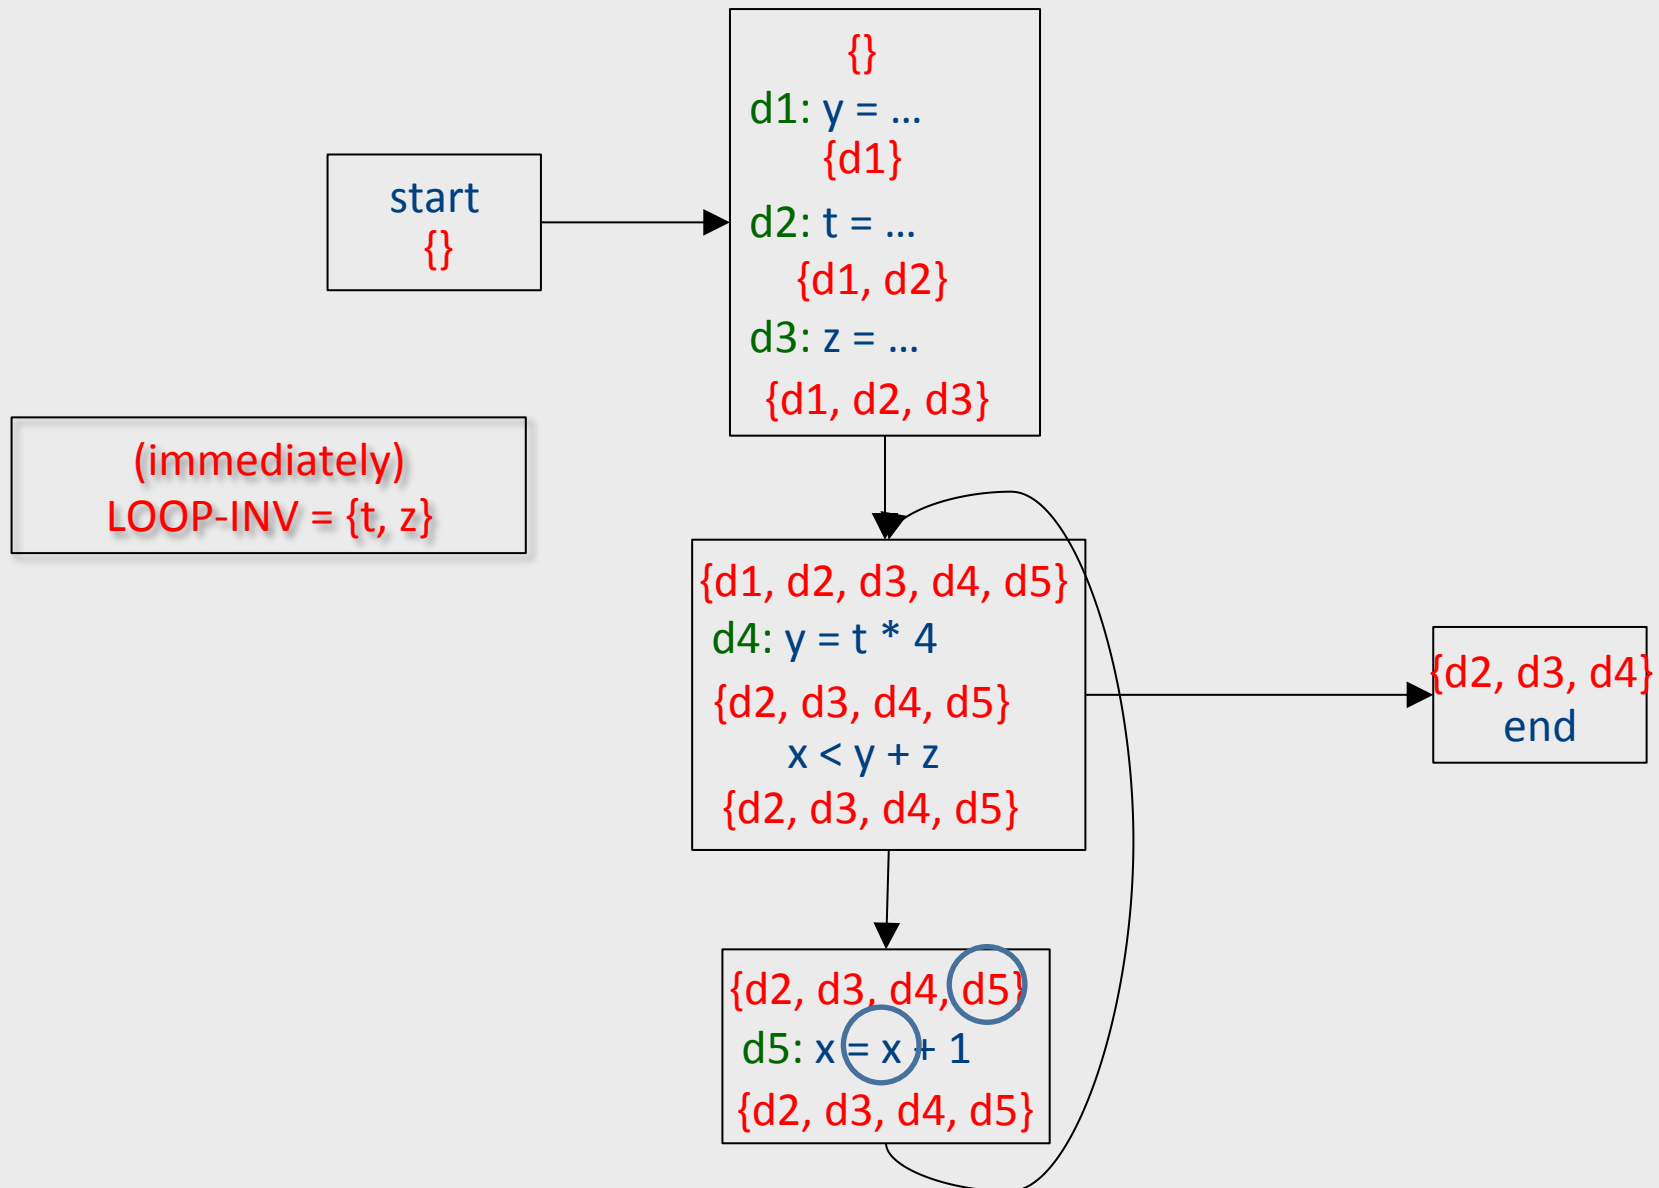 {}
d1: y = ...
{d1}
d2: t = ...
{d1, d2}
d3: z = ...
{d1, d2, d3}
start
{}
(immediately)
LOOP-INV = {t, z}
{d1, d2, d3, d4, d5}
d4: y = t * 4
{d2, d3, d4, d5}
x < y + z
{d2, d3, d4, d5}
{d2, d3, d4}
end
{d2, d3, d4, d5}
d5: x = x + 1
{d2, d3, d4, d5}